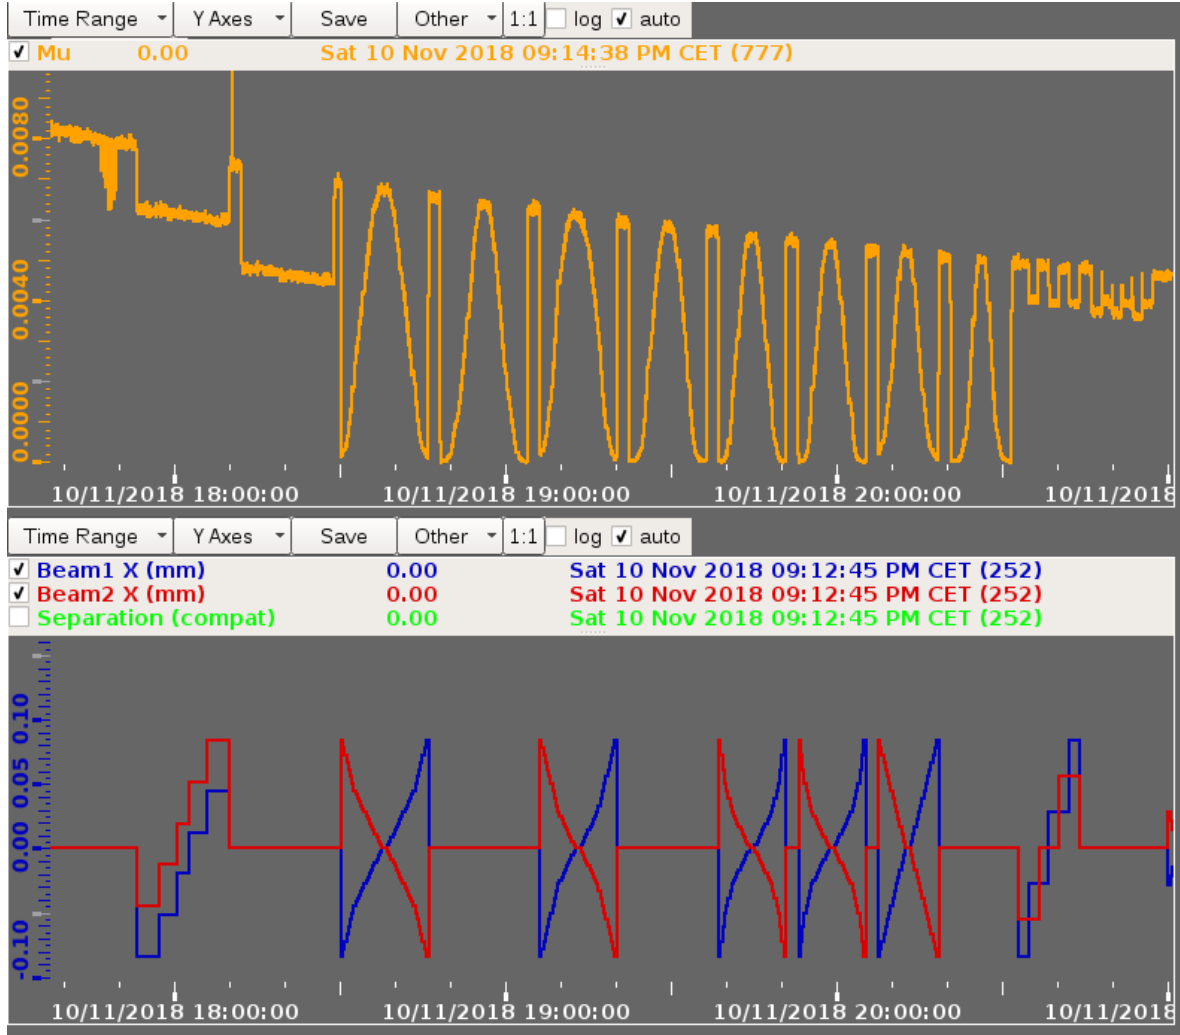 Time Range Y Axes Save Other 1:1 log auto
Mu 0.00 Sat 10 Nov 2018 09:14:38 PM CET (777)
0.0080
0.0040
0.0000
10/11/2018 18:00:00 10/11/2018 19:00:00 10/11/2018 20:00:00 10/11/2018
Time Range Y Axes Save Other 1:1 log auto
Beam1 X (mm) 0.00 Sat 10 Nov 2018 09:12:45 PM CET (252)
Beam2 X (mm) 0.00 Sat 10 Nov 2018 09:12:45 PM CET (252)
Separation (compat) 0.00 Sat 10 Nov 2018 09:12:45 PM CET (252)
0.10
0.05
0.00
-0.10
10/11/2018 18:00:00 10/11/2018 19:00:00 10/11/2018 20:00:00 10/11/2018